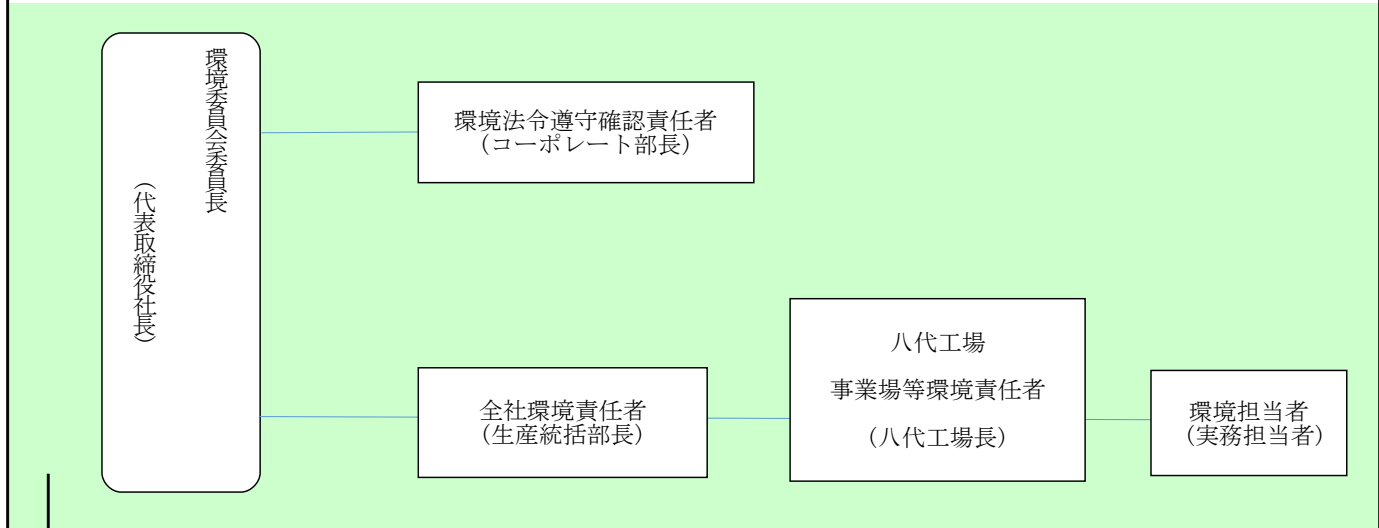 環境委員会委員長
（代表取締役社長）
環境法令遵守確認責任者
（コーポレート部長）
全社環境責任者
（生産統括部長）
八代工場
事業場等環境責任者
（八代工場長）
環境担当者
（実務担当者）